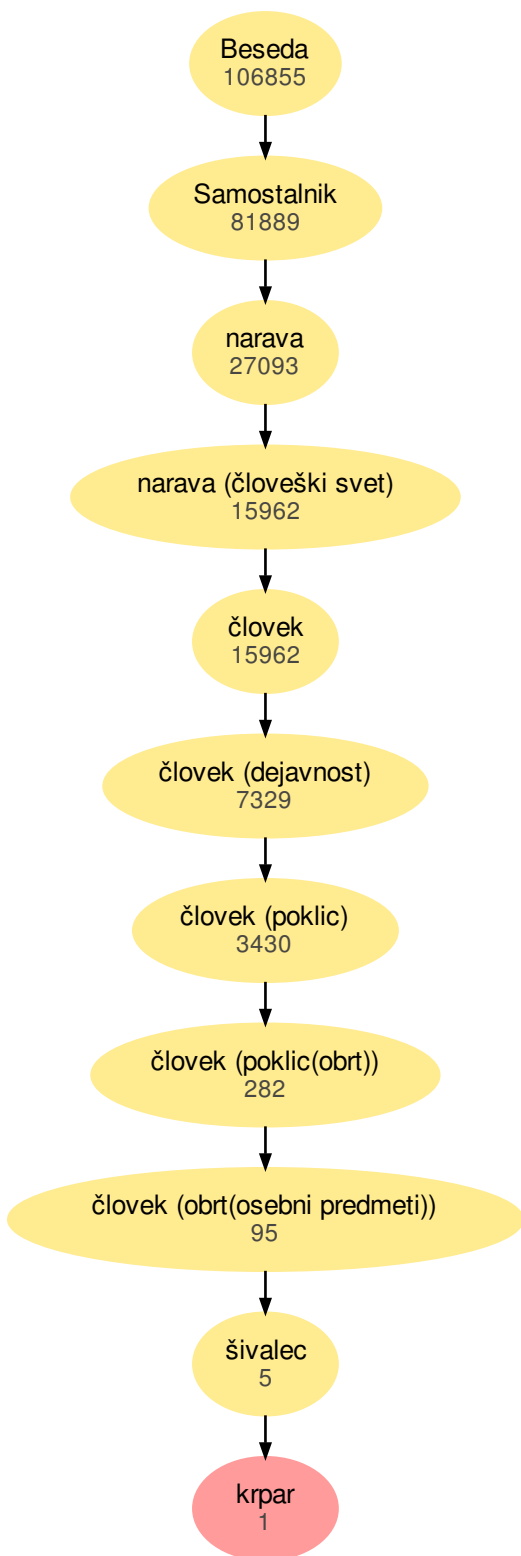 Beseda
106855
Samostalnik
81889
narava
27093
narava (človeški svet)
15962
človek
15962
človek (dejavnost)
7329
človek (poklic)
3430
človek (poklic(obrt))
282
človek (obrt(osebni predmeti))
95
šivalec
5
krpar
1